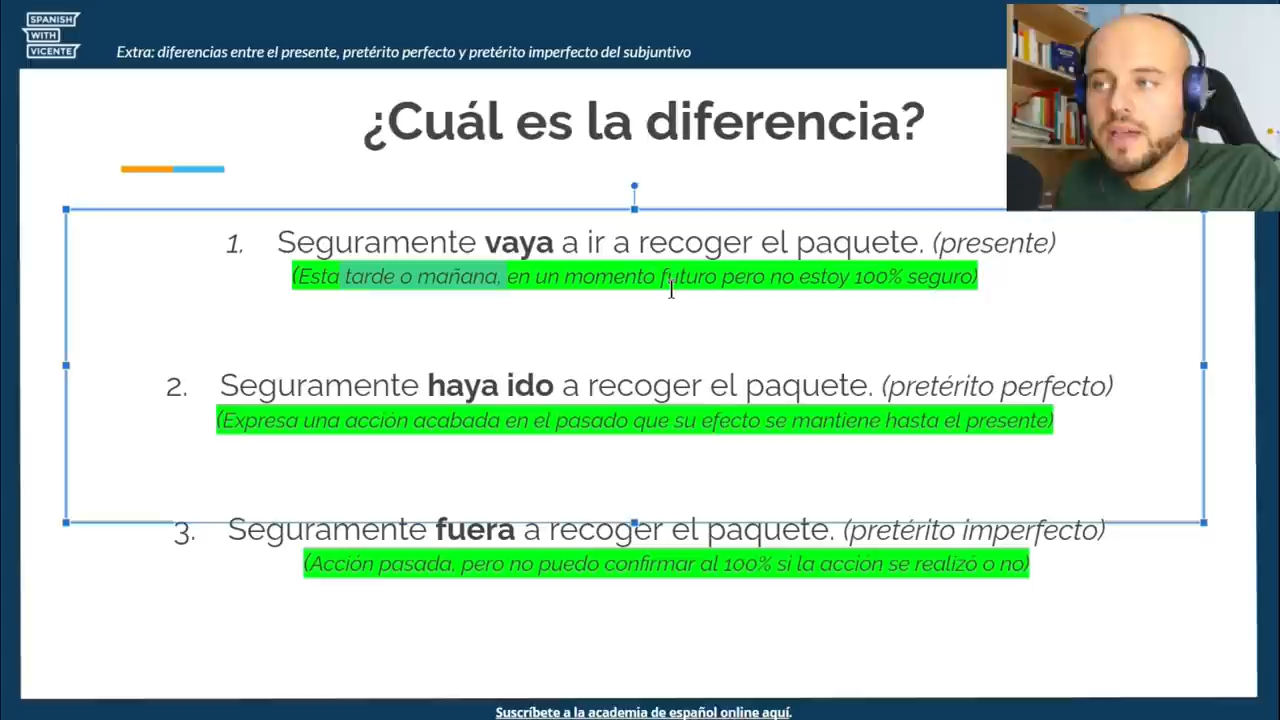 SPANISH
WITH
VICENTE
Extra: diferencias entre el presente, pretérito perfecto y pretérito imperfecto del subjuntivo
¿Cuál es la diferencia?
1. Seguramente vaya a ir a recoger el paquete. (presente)
(Esta tarde o mañana, en un momento futuro pero no estoy 100% seguro)
2. Seguramente haya ido a recoger el paquete. (pretérito perfecto)
(Expresa una acción acabada en el pasado que su efecto se mantiene hasta el presente)
3. Seguramente fuera a recoger el paquete. (pretérito imperfecto)
(Acción pasada, pero no puedo confirmar al 100% si la acción se realizó o no)
Suscríbete a la academia de español online aquí.